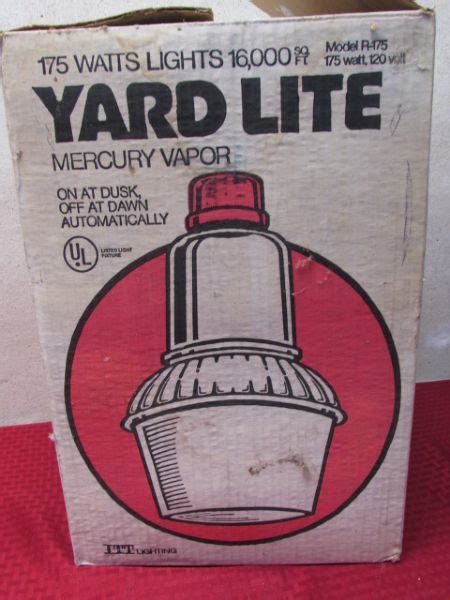 175 WATTS LIGHTS 16,000 SQ FT
Model R-175
175 watt, 120 volt
YARD LITE
MERCURY VAPOR
ON AT DUSK,
OFF AT DAWN
AUTOMATICALLY
UL
LISTED LIGHT
FIXTURE
ITT LIGHTING